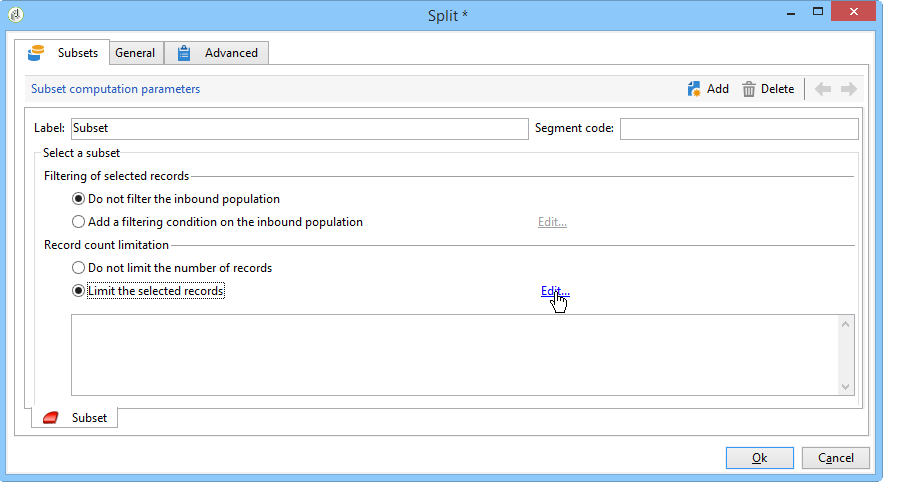 Split *
Subsets General Advanced
Subset computation parameters Add Delete
Label: Subset Segment code:
Select a subset
Filtering of selected records
Do not filter the inbound population
Add a filtering condition on the inbound population Edit...
Record count limitation
Do not limit the number of records
Limit the selected records Edit...
Subset
Ok Cancel